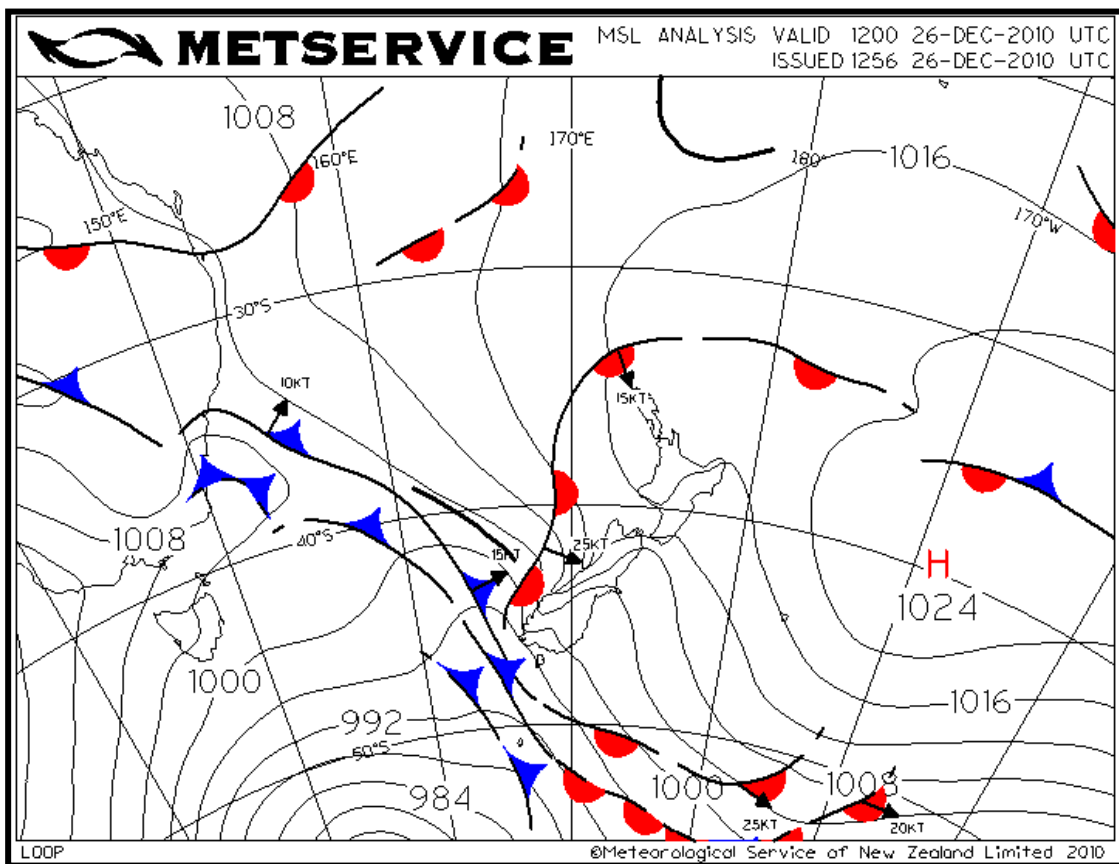 METSERVICE
MSL ANALYSIS VALID 1200 26-DEC-2010 UTC
ISSUED 1256 26-DEC-2010 UTC
1008
160°E
170°E
180°
1016
150°E
170°W
30°S
10KT
15KT
1008
40°S
15KT
25KT
H
1024
1000
992
50°S
1016
984
1000
1008
25KT
20KT
LOOP
©Meteorological Service of New Zealand Limited 2010